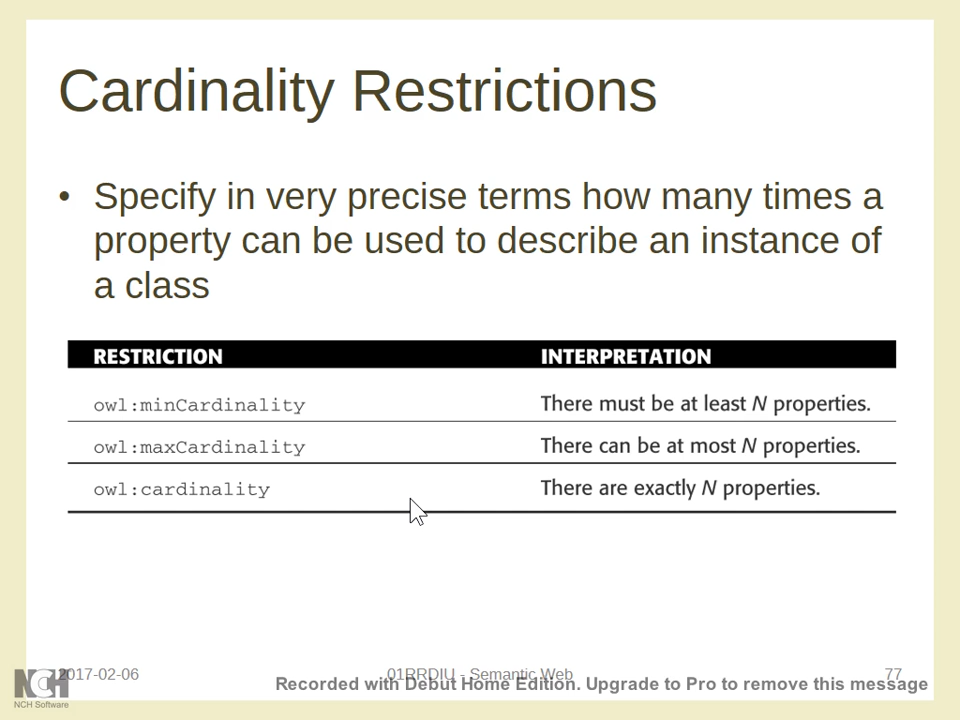 Cardinality Restrictions
• Specify in very precise terms how many times a
property can be used to describe an instance of
a class
RESTRICTION INTERPRETATION
owl:minCardinality There must be at least N properties.
owl:maxCardinality There can be at most N properties.
owl:cardinality There are exactly N properties.
2017-02-06 01RRDIU - Semantic Web 77
Recorded with Debut Home Edition. Upgrade to Pro to remove this message
NCH
NCH Software